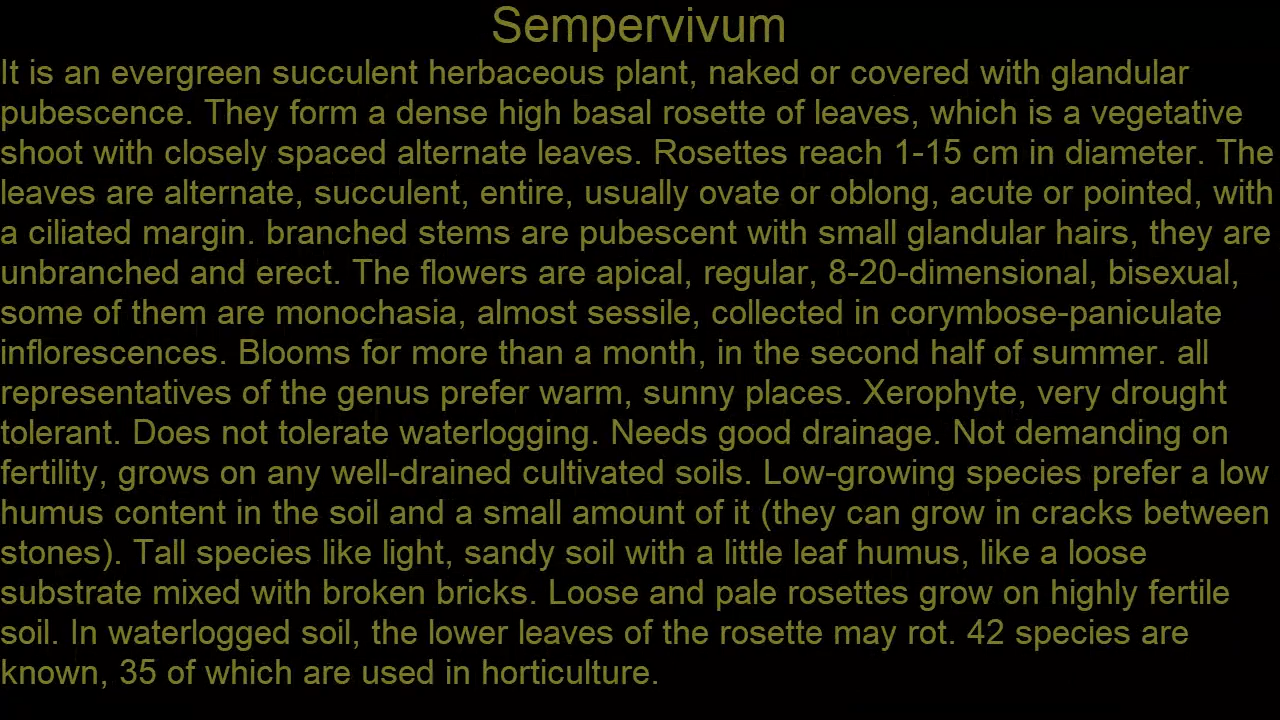 Sempervivum
It is an evergreen succulent herbaceous plant, naked or covered with glandular
pubescence. They form a dense high basal rosette of leaves, which is a vegetative
shoot with closely spaced alternate leaves. Rosettes reach 1-15 cm in diameter. The
leaves are alternate, succulent, entire, usually ovate or oblong, acute or pointed, with
a ciliated margin. branched stems are pubescent with small glandular hairs, they are
unbranched and erect. The flowers are apical, regular, 8-20-dimensional, bisexual,
some of them are monochasia, almost sessile, collected in corymbose-paniculate
inflorescences. Blooms for more than a month, in the second half of summer. all
representatives of the genus prefer warm, sunny places. Xerophyte, very drought
tolerant. Does not tolerate waterlogging. Needs good drainage. Not demanding on
fertility, grows on any well-drained cultivated soils. Low-growing species prefer a low
humus content in the soil and a small amount of it (they can grow in cracks between
stones). Tall species like light, sandy soil with a little leaf humus, like a loose
substrate mixed with broken bricks. Loose and pale rosettes grow on highly fertile
soil. In waterlogged soil, the lower leaves of the rosette may rot. 42 species are
known, 35 of which are used in horticulture.